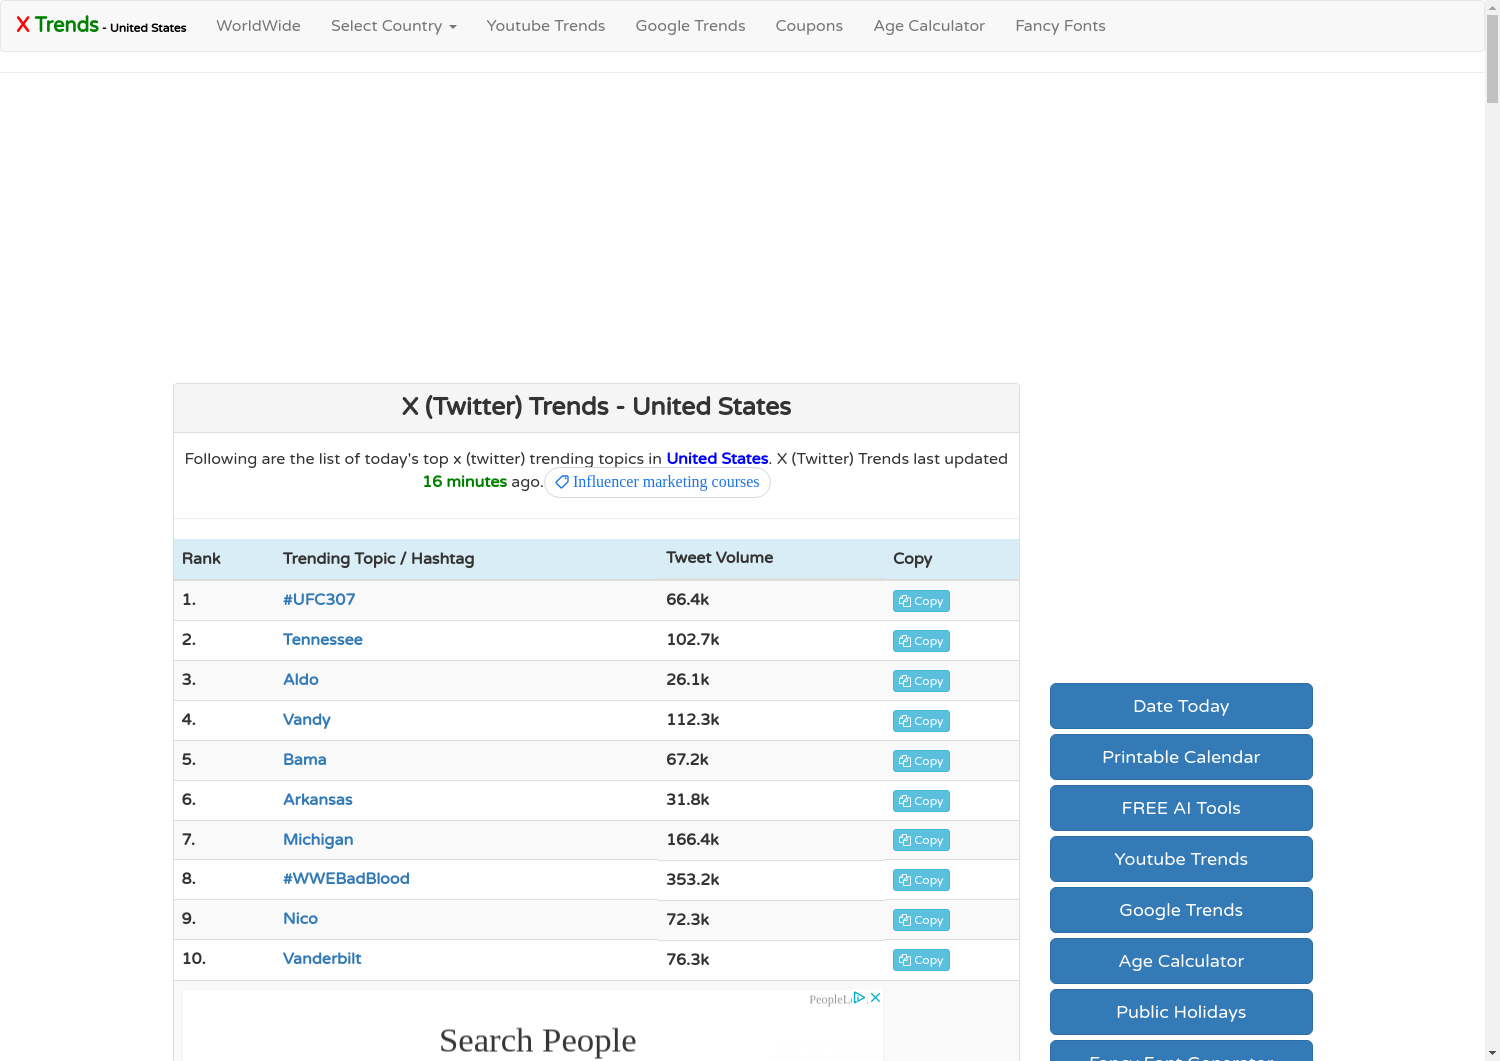 X Trends - United States WorldWide Select Country Youtube Trends Google Trends Coupons Age Calculator Fancy Fonts
X (Twitter) Trends - United States
Following are the list of today's top x (twitter) trending topics in United States. X (Twitter) Trends last updated
16 minutes ago. Influencer marketing courses
Rank Trending Topic / Hashtag Tweet Volume Copy
1. #UFC307 66.4k Copy
2. Tennessee 102.7k Copy
3. Aldo 26.1k Copy
4. Vandy 112.3k Copy
5. Bama 67.2k Copy
6. Arkansas 31.8k Copy
7. Michigan 166.4k Copy
8. #WWEBadBlood 353.2k Copy
9. Nico 72.3k Copy
10. Vanderbilt 76.3k Copy
Search People
Date Today
Printable Calendar
FREE AI Tools
Youtube Trends
Google Trends
Age Calculator
Public Holidays
Fancy Font Generator